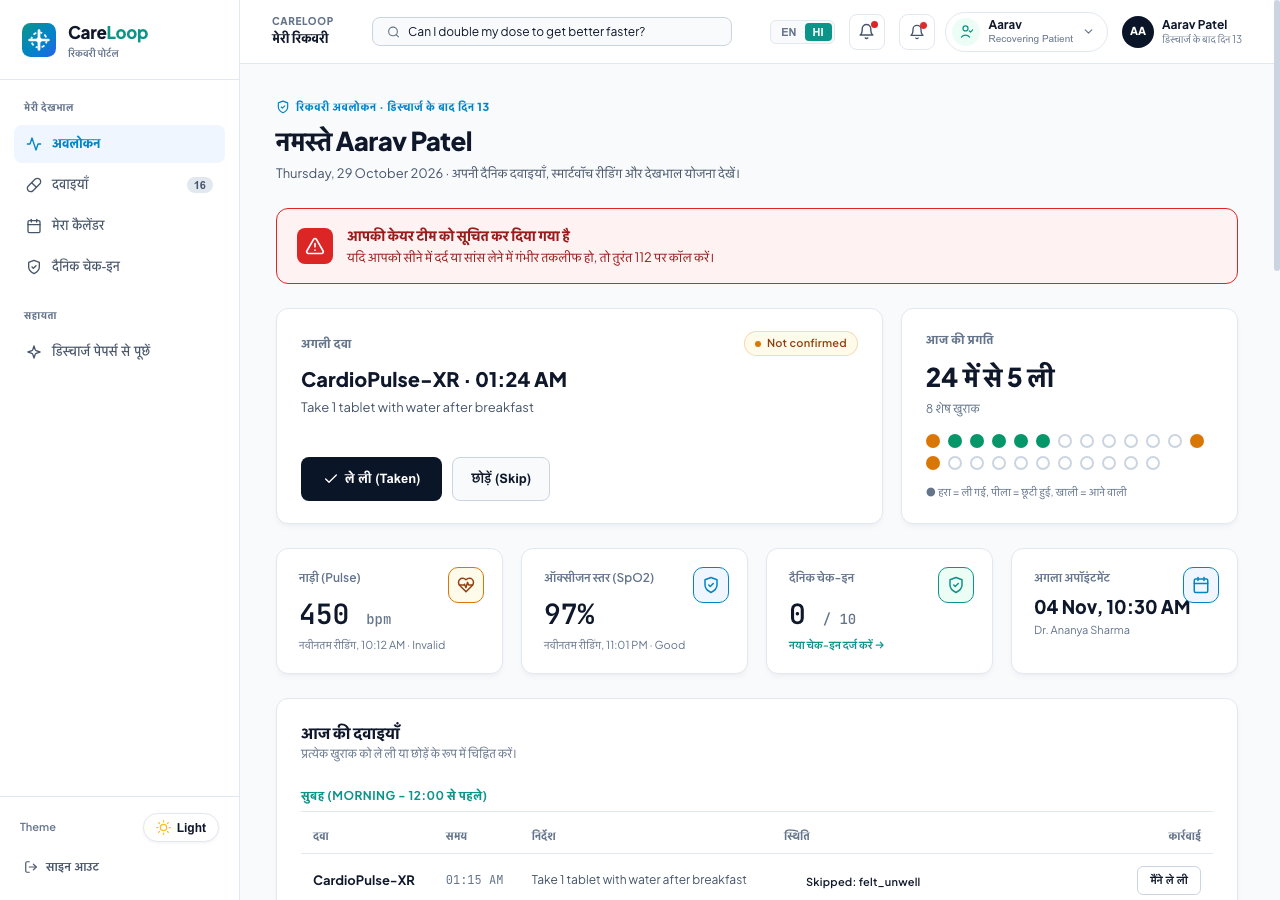 CareLoop
रिकवरी पोर्टल
मेरी देखभाल
अवलोकन
दवाइयाँ
16
मेरा कैलेंडर
दैनिक चेक-इन
सहायता
डिस्चार्ज पेपर्स से पूछें
Theme
Light
साइन आउट
CARELOOP
मेरी रिकवरी
Can I double my dose to get better faster?
EN HI
Aarav
Recovering Patient
AA
Aarav Patel
डिस्चार्ज के बाद दिन 13
रिकवरी अवलोकन · डिस्चार्ज के बाद दिन 13
नमस्ते Aarav Patel
Thursday, 29 October 2026 · अपनी दैनिक दवाइयाँ, स्मार्टवॉच रीडिंग और देखभाल योजना देखें।
आपकी केयर टीम को सूचित कर दिया गया है
यदि आपको सीने में दर्द या सांस लेने में गंभीर तकलीफ हो, तो तुरंत 112 पर कॉल करें।
अगली दवा
Not confirmed
CardioPulse-XR · 01:24 AM
Take 1 tablet with water after breakfast
ले ली (Taken)
छोड़ें (Skip)
आज की प्रगति
24 में से 5 ली
8 शेष खुराक
हरा = ली गई, पीला = छूटी हुई, खाली = आने वाली
नाड़ी (Pulse)
450 bpm
नवीनतम रीडिंग, 10:12 AM · Invalid
ऑक्सीजन स्तर (SpO2)
97%
नवीनतम रीडिंग, 11:01 PM · Good
दैनिक चेक-इन
0 / 10
नया चेक-इन दर्ज करें →
अगला अपॉइंटमेंट
04 Nov, 10:30 AM
Dr. Ananya Sharma
आज की दवाइयाँ
प्रत्येक खुराक को ले ली या छोड़ें के रूप में चिह्नित करें।
सुबह (MORNING - 12:00 से पहले)
दवा समय निर्देश स्थिति कार्रवाई
CardioPulse-XR 01:15 AM Take 1 tablet with water after breakfast Skipped: felt_unwell मैंने ले ली